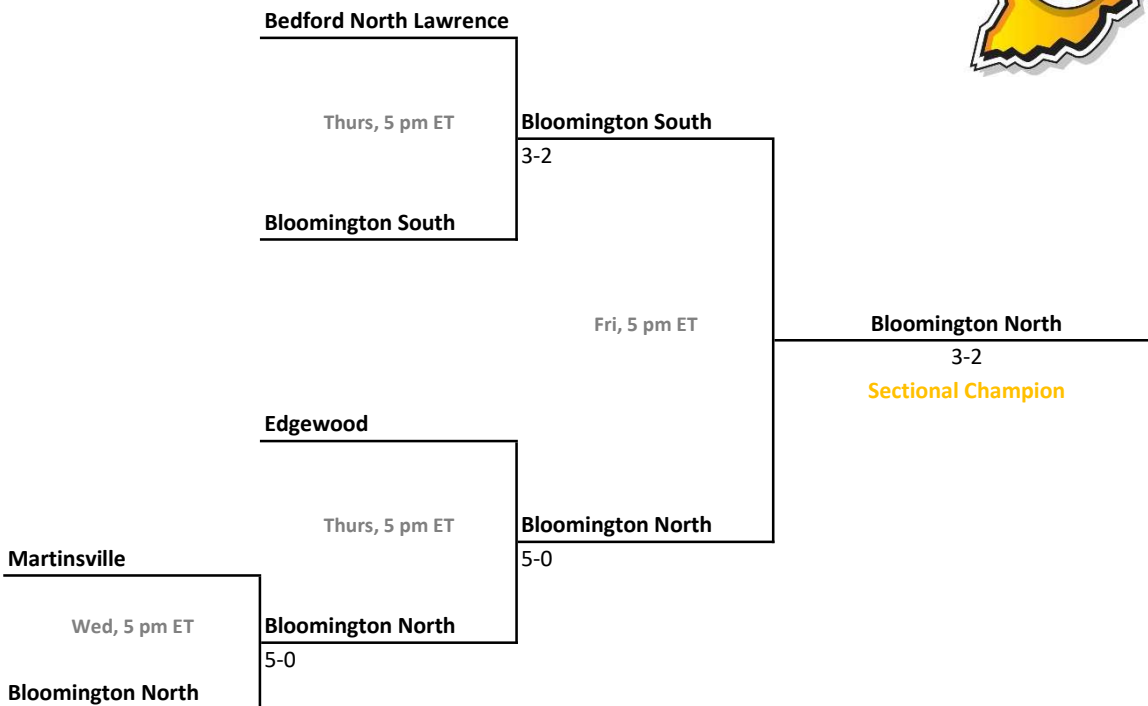 Bedford North Lawrence
Thurs, 5 pm ET
Bloomington South
3-2
Bloomington South
Fri, 5 pm ET
Bloomington North
3-2
Sectional Champion
Edgewood
Thurs, 5 pm ET
Bloomington North
5-0
Martinsville
Wed, 5 pm ET
Bloomington North
5-0
Bloomington North